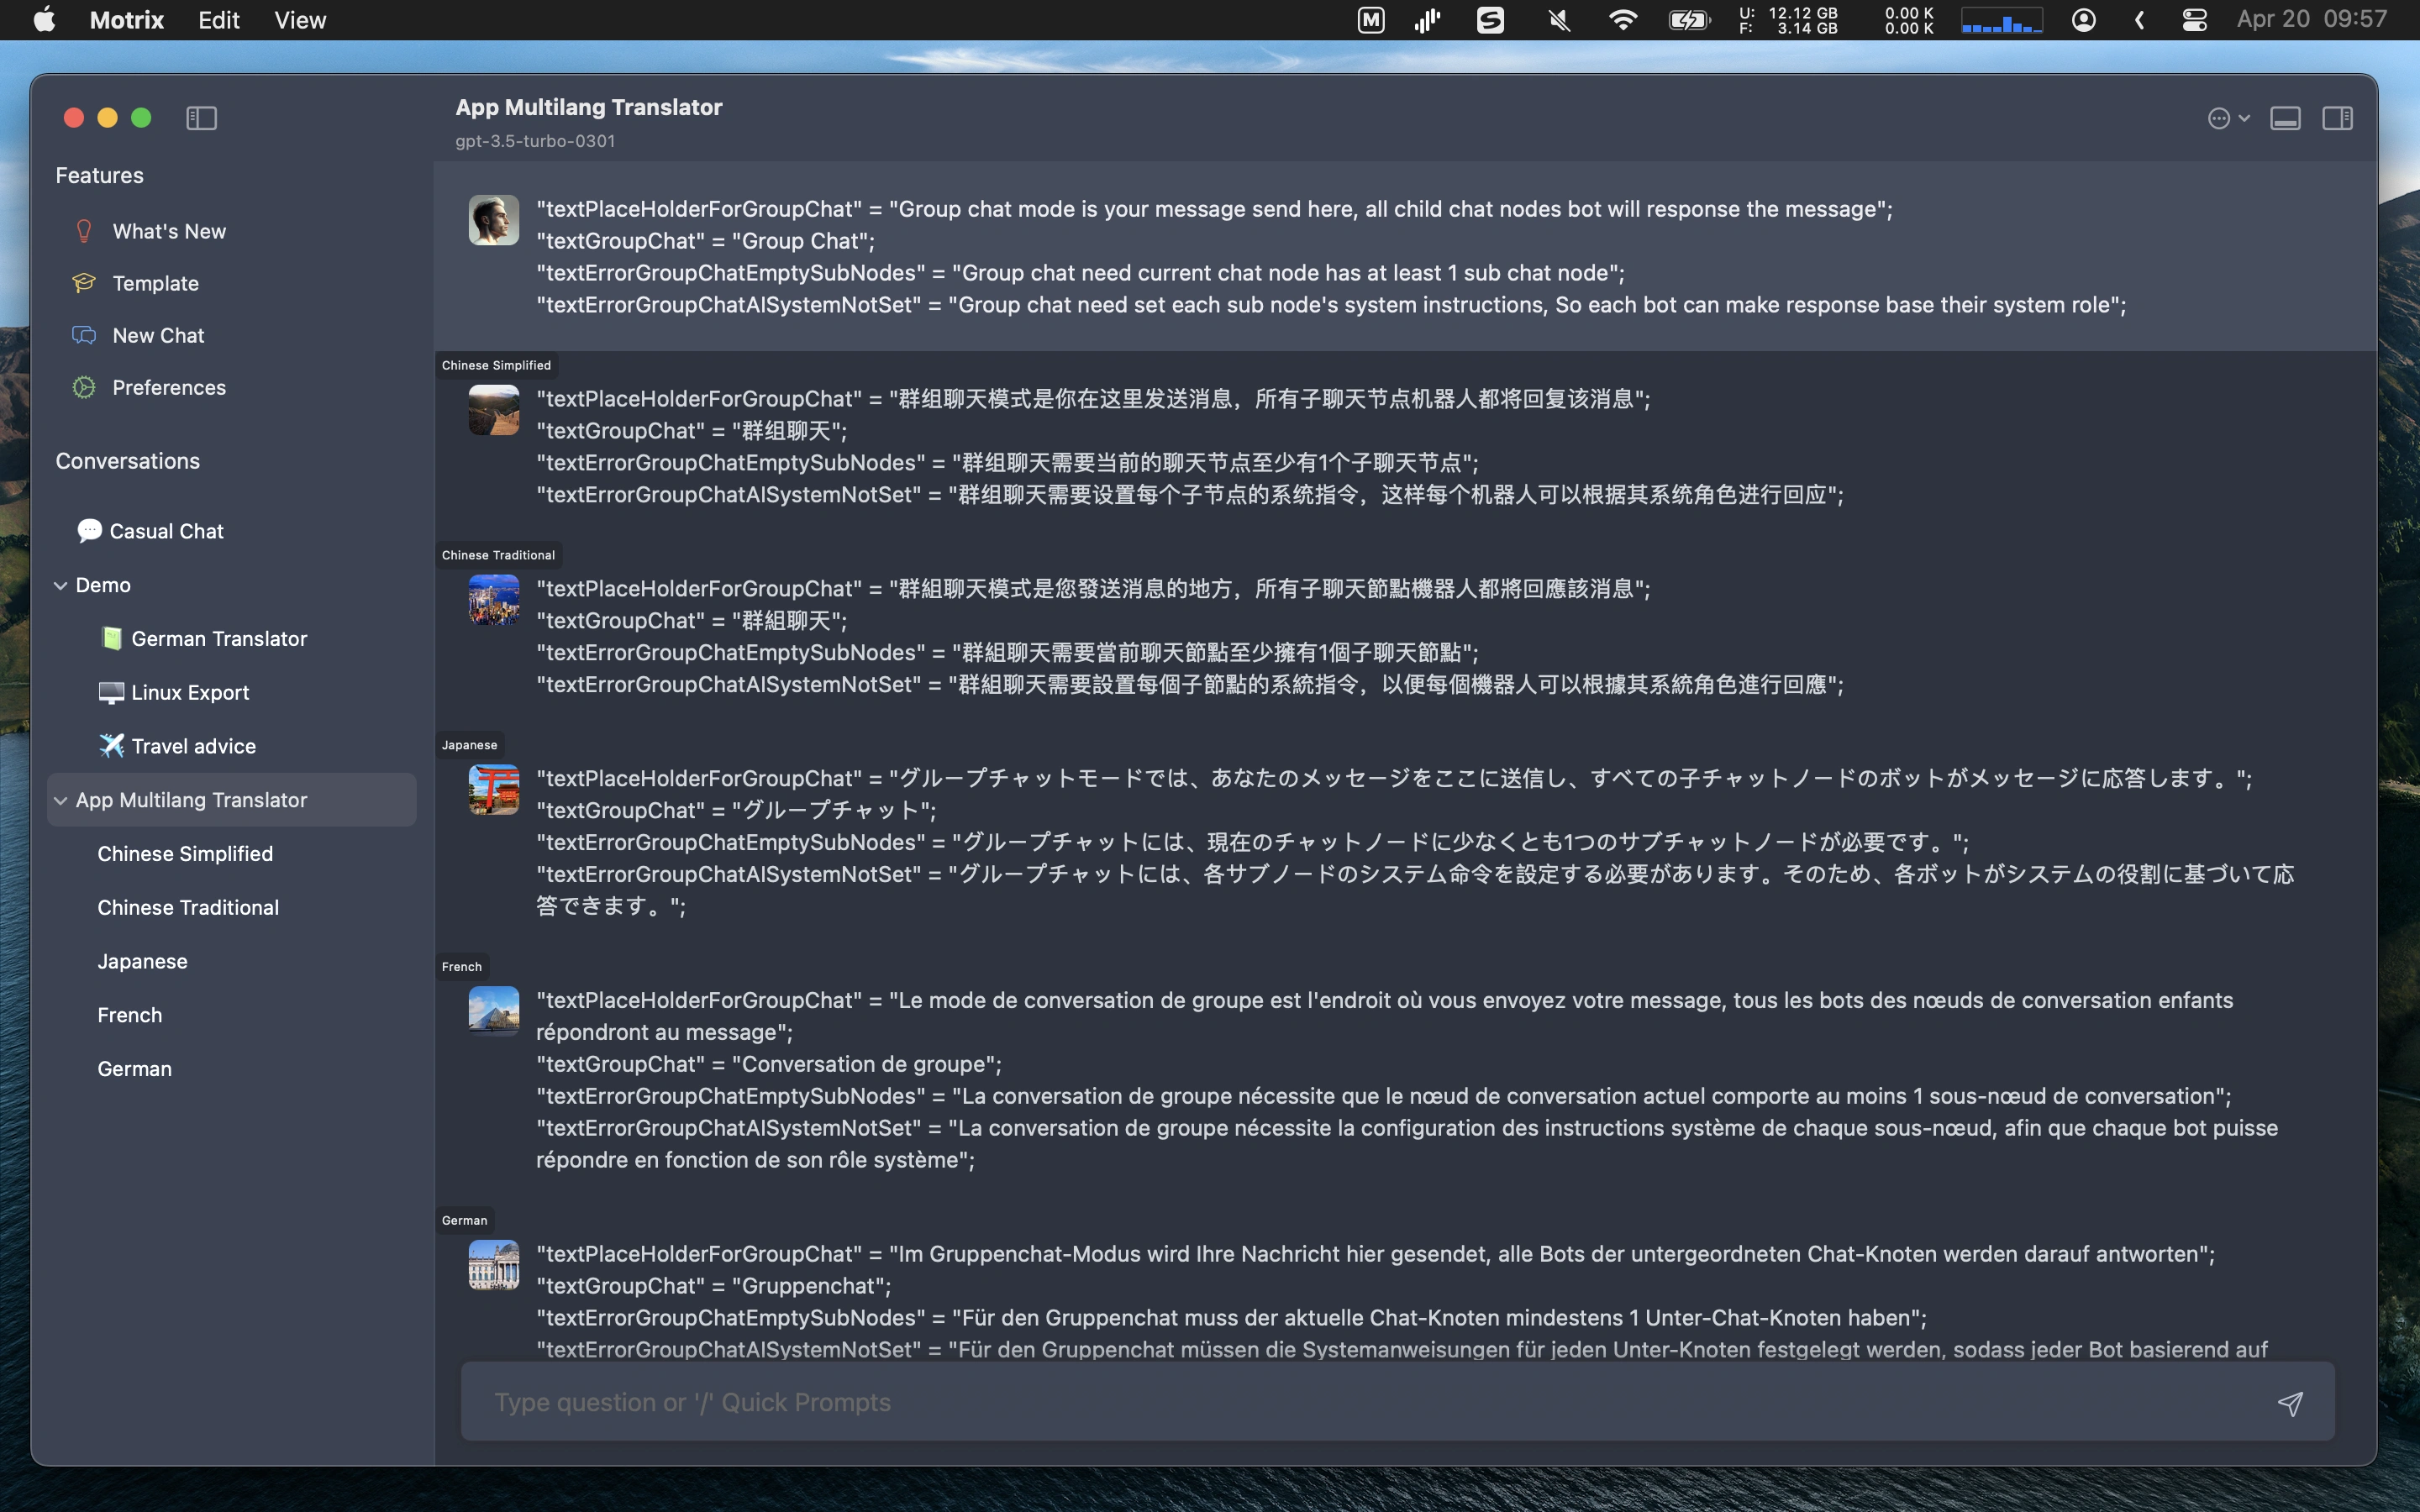 Motrix Edit View
U: 12.12 GB 0.00 K Apr 20 09:57
F: 3.14 GB 0.00 K
App Multilang Translator
gpt-3.5-turbo-0301
Features
What's New
Template
New Chat
Preferences
Conversations
Casual Chat
Demo
German Translator
Linux Export
Travel advice
App Multilang Translator
Chinese Simplified
Chinese Traditional
Japanese
French
German
"textPlaceHolderForGroupChat" = "Group chat mode is your message send here, all child chat nodes bot will response the message";
"textGroupChat" = "Group Chat";
"textErrorGroupChatEmptySubNodes" = "Group chat need current chat node has at least 1 sub chat node";
"textErrorGroupChatAISystemNotSet" = "Group chat need set each sub node's system instructions, So each bot can make response base their system role";
Chinese Simplified
"textPlaceHolderForGroupChat" = "群组聊天模式是你在这里发送消息，所有子聊天节点机器人都将回复该消息";
"textGroupChat" = "群组聊天";
"textErrorGroupChatEmptySubNodes" = "群组聊天需要当前的聊天节点至少有1个子聊天节点";
"textErrorGroupChatAISystemNotSet" = "群组聊天需要设置每个子节点的系统指令，这样每个机器人可以根据其系统角色进行回应";
Chinese Traditional
"textPlaceHolderForGroupChat" = "群組聊天模式是您發送消息的地方，所有子聊天節點機器人都將回應該消息";
"textGroupChat" = "群組聊天";
"textErrorGroupChatEmptySubNodes" = "群組聊天需要當前聊天節點至少擁有1個子聊天節點";
"textErrorGroupChatAISystemNotSet" = "群組聊天需要設置每個子節點的系統指令，以便每個機器人可以根據其系統角色進行回應";
Japanese
"textPlaceHolderForGroupChat" = "グループチャットモードでは、あなたのメッセージをここに送信し、すべての子チャットノードのボットがメッセージに応答します。";
"textGroupChat" = "グループチャット";
"textErrorGroupChatEmptySubNodes" = "グループチャットには、現在のチャットノードに少なくとも1つのサブチャットノードが必要です。";
"textErrorGroupChatAISystemNotSet" = "グループチャットには、各サブノードのシステム命令を設定する必要があります。そのため、各ボットがシステムの役割に基づいて応
答できます。";
French
"textPlaceHolderForGroupChat" = "Le mode de conversation de groupe est l'endroit où vous envoyez votre message, tous les bots des nœuds de conversation enfants
répondront au message";
"textGroupChat" = "Conversation de groupe";
"textErrorGroupChatEmptySubNodes" = "La conversation de groupe nécessite que le nœud de conversation actuel comporte au moins 1 sous-nœud de conversation";
"textErrorGroupChatAISystemNotSet" = "La conversation de groupe nécessite la configuration des instructions système de chaque sous-nœud, afin que chaque bot puisse
répondre en fonction de son rôle système";
German
"textPlaceHolderForGroupChat" = "Im Gruppenchat-Modus wird Ihre Nachricht hier gesendet, alle Bots der untergeordneten Chat-Knoten werden darauf antworten";
"textGroupChat" = "Gruppenchat";
"textErrorGroupChatEmptySubNodes" = "Für den Gruppenchat muss der aktuelle Chat-Knoten mindestens 1 Unter-Chat-Knoten haben";
"textErrorGroupChatAISystemNotSet" = "Für den Gruppenchat müssen die Systemanweisungen für jeden Unter-Knoten festgelegt werden, sodass jeder Bot basierend auf
Type question or '/' Quick Prompts